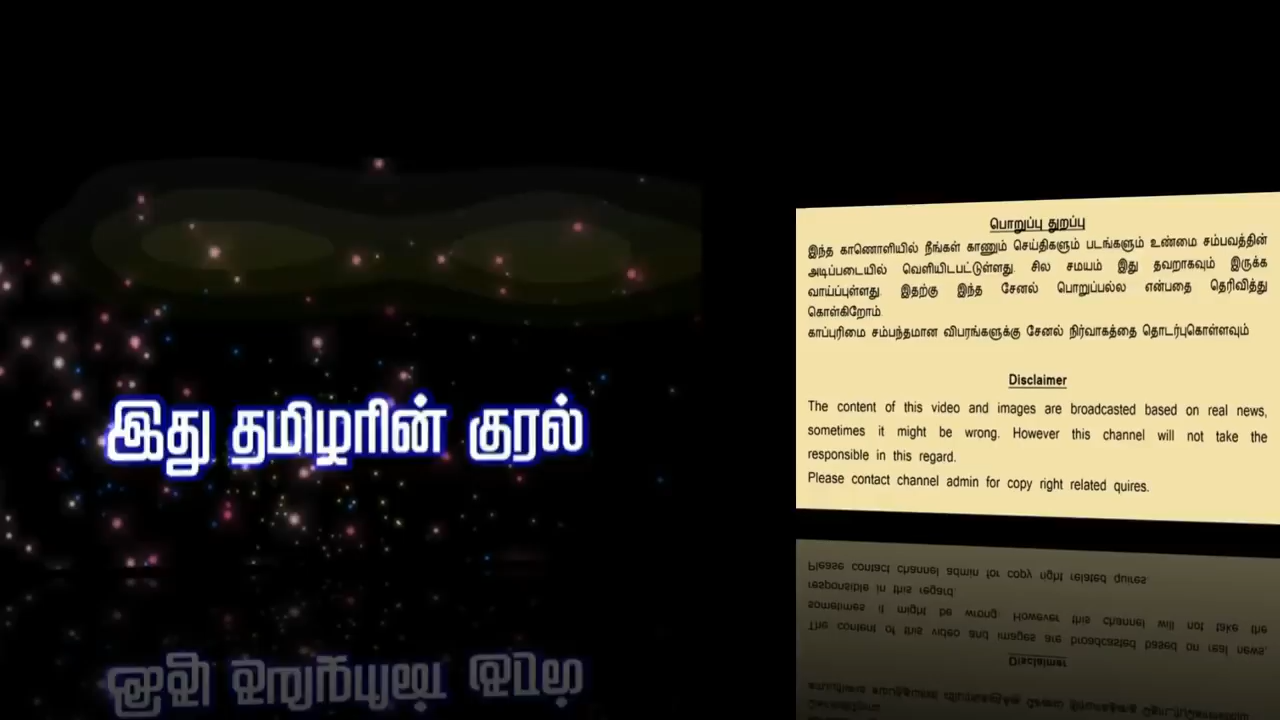 இது தமிழரின் குரல்
பொறுப்பு துறப்பு
இந்த காணொளியில் நீங்கள் காணும் செய்திகளும் படங்களும் உண்மை சம்பவத்தின்
அடிப்படையில் வெளியிடபட்டுள்ளது. சில சமயம் இது தவறாகவும் இருக்க
வாய்ப்புள்ளது. இதற்கு இந்த சேனல் பொறுப்பல்ல என்பதை தெரிவித்து
கொள்கிறோம்.
காப்புரிமை சம்பந்தமான விபரங்களுக்கு சேனல் நிர்வாகத்தை தொடர்புகொள்ளவும்
Disclaimer
The content of this video and images are broadcasted based on real news,
sometimes it might be wrong. However this channel will not take the
responsible in this regard.
Please contact channel admin for copy right related quires.